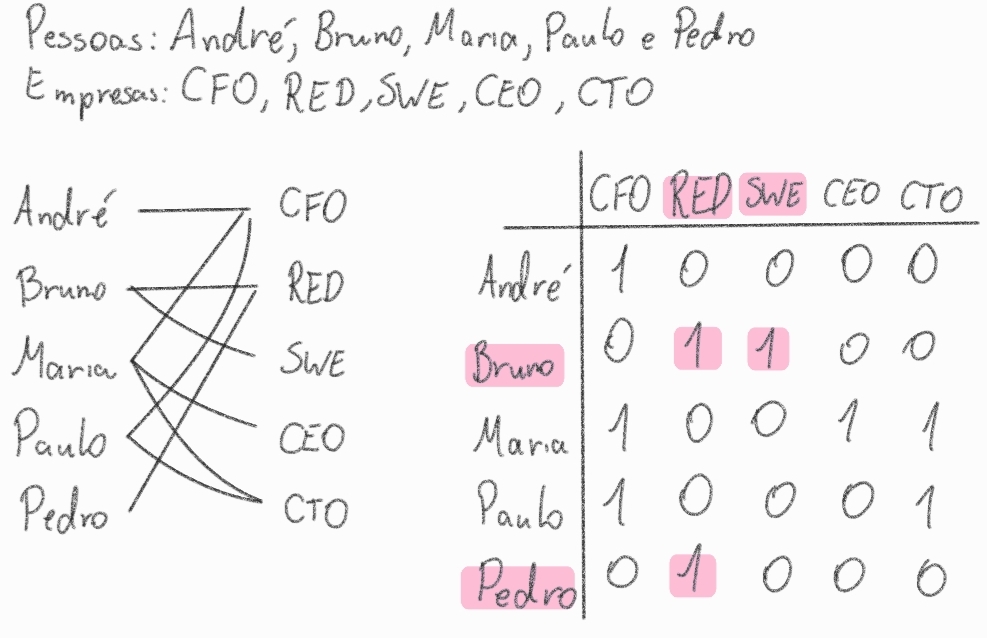 Pessoas: André, Bruno, Maria, Paulo e Pedro
Empresas: CFO, RED, SWE, CEO, CTO
André CFO
Bruno RED
Maria SWE
Paulo CEO
Pedro CTO
CFO RED SWE CEO CTO
André 1 0 0 0 0
Bruno 0 1 1 0 0
Maria 1 0 0 1 1
Paulo 1 0 0 0 1
Pedro 0 1 0 0 0